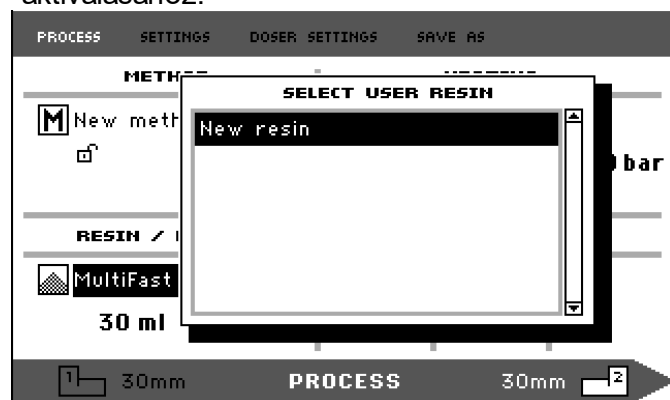 aktiválásához.
PROCESS SETTINGS DOSER SETTINGS SAVE AS
SELECT USER RESIN
New resin
New meth
bar
RESIN /
MultiFast
30 ml
30mm PROCESS 30mm